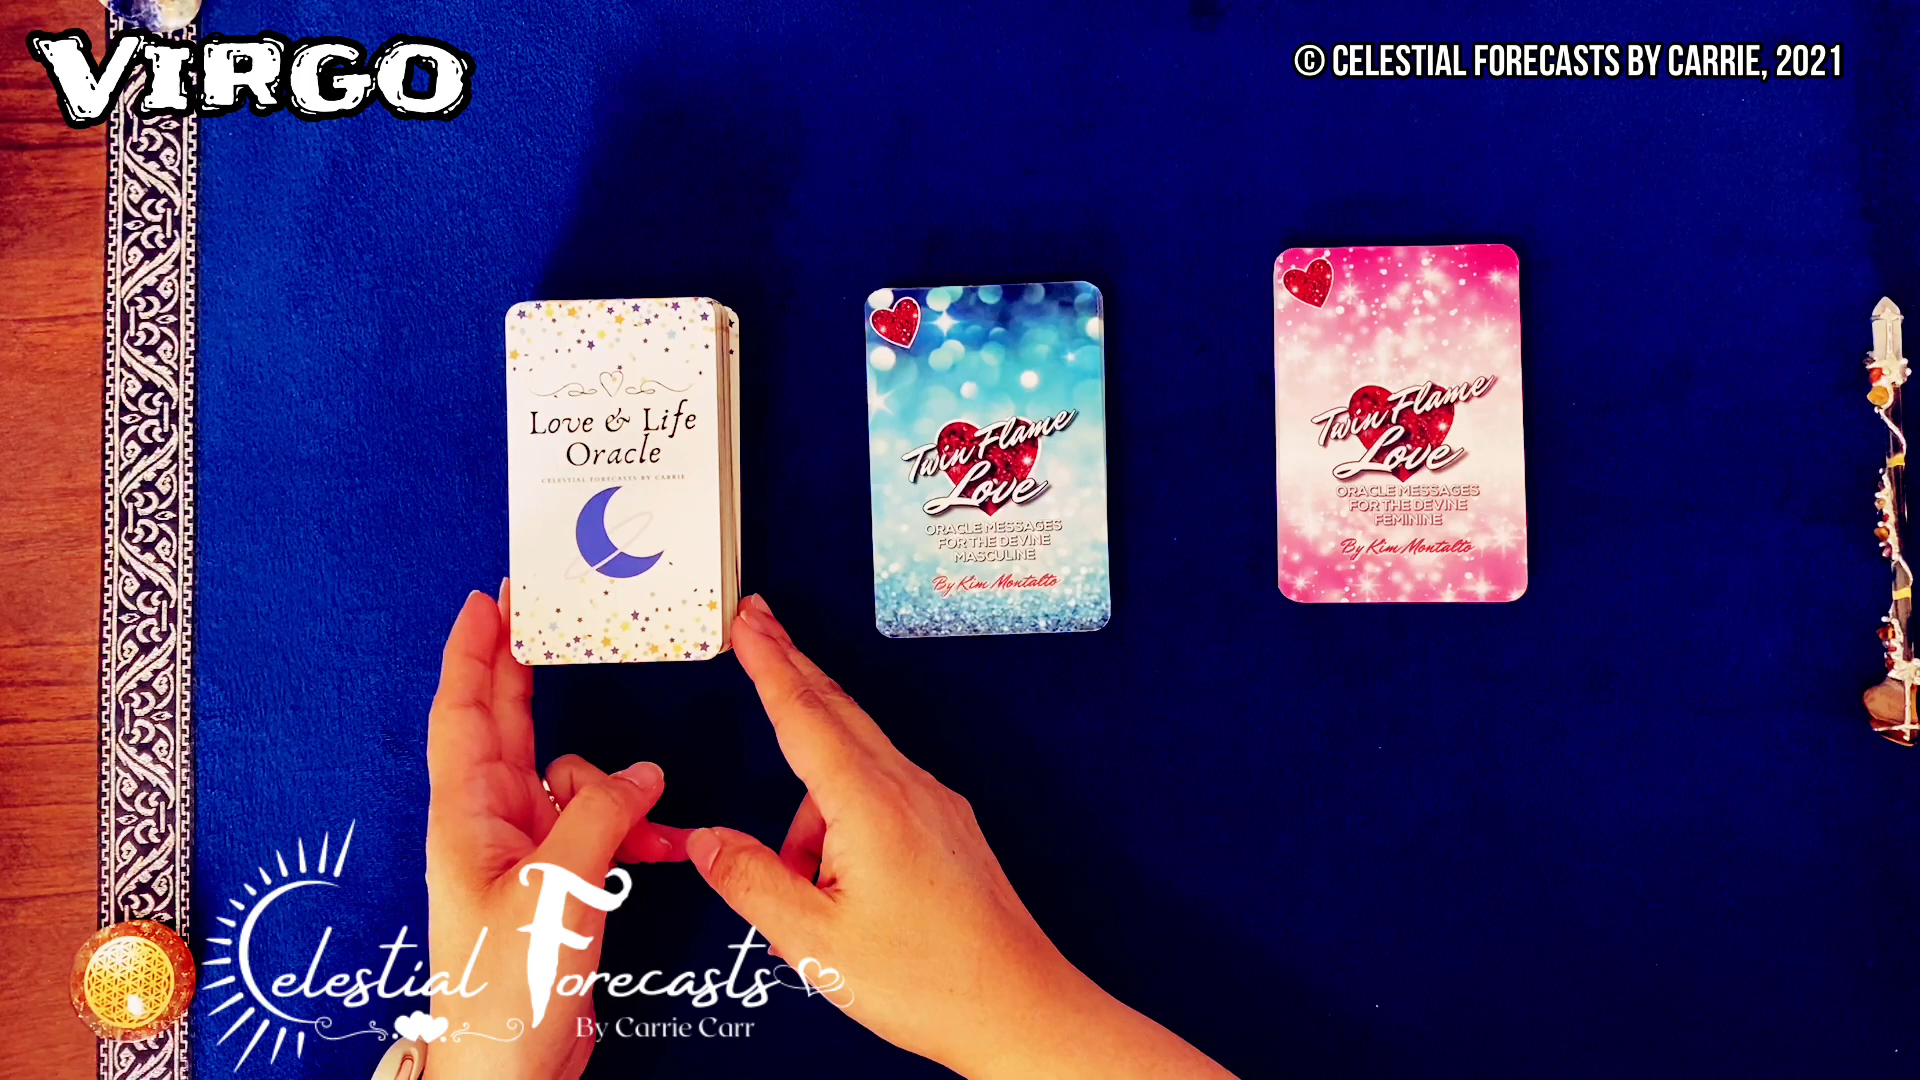 VIRGO
© CELESTIAL FORECASTS BY CARRIE, 2021
Love & Life
Oracle
CELESTIAL FORECASTS BY CARRIE
Twin Flame
Love
ORACLE MESSAGES
FOR THE DEVINE
MASCULINE
By Kim Montalto
Twin Flame
Love
ORACLE MESSAGES
FOR THE DEVINE
FEMININE
By Kim Montalto
Celestial Forecasts
By Carrie Carr